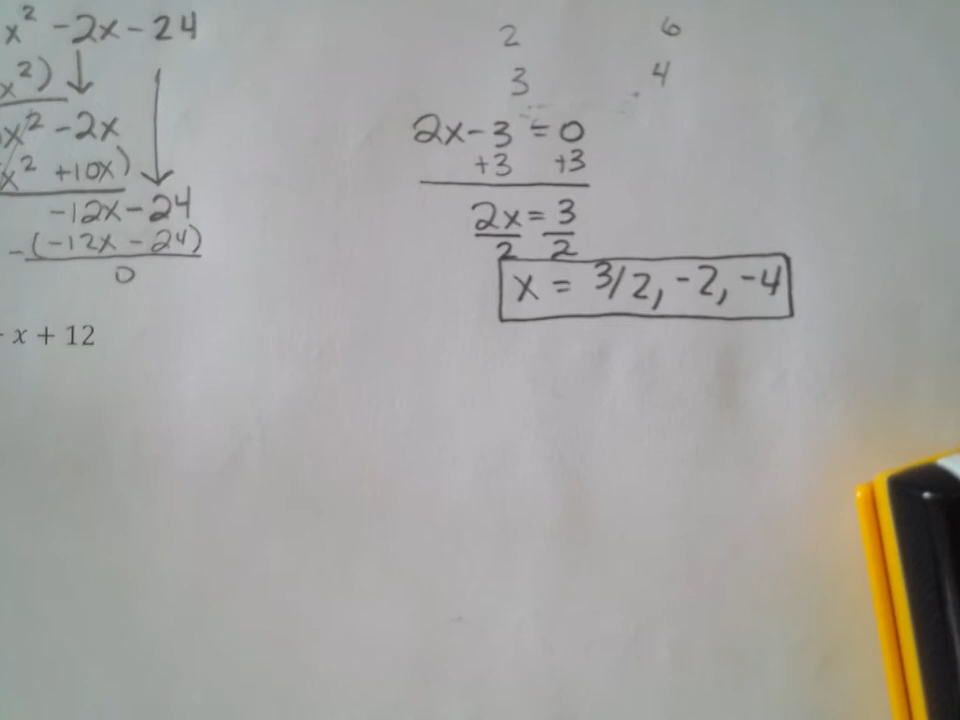 x² -2x - 24
x²)
x² -2x
x² +10x)
-12x - 24
-(-12x - 24)
0
- x + 12
2 6
3 4
2x - 3 = 0
+3 +3
2x = 3
2 2
x = 3/2, -2, -4